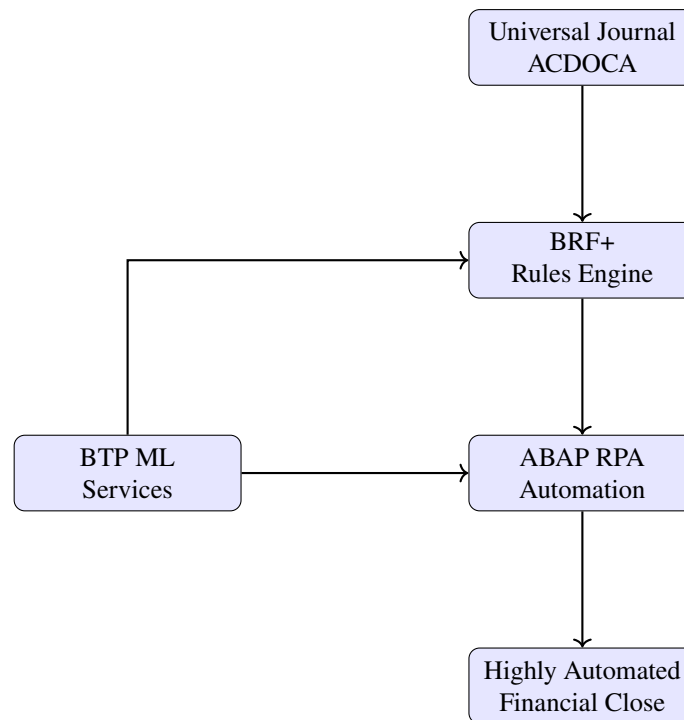 Universal Journal
ACDOCA
BRF+
Rules Engine
BTP ML
Services
ABAP RPA
Automation
Highly Automated
Financial Close